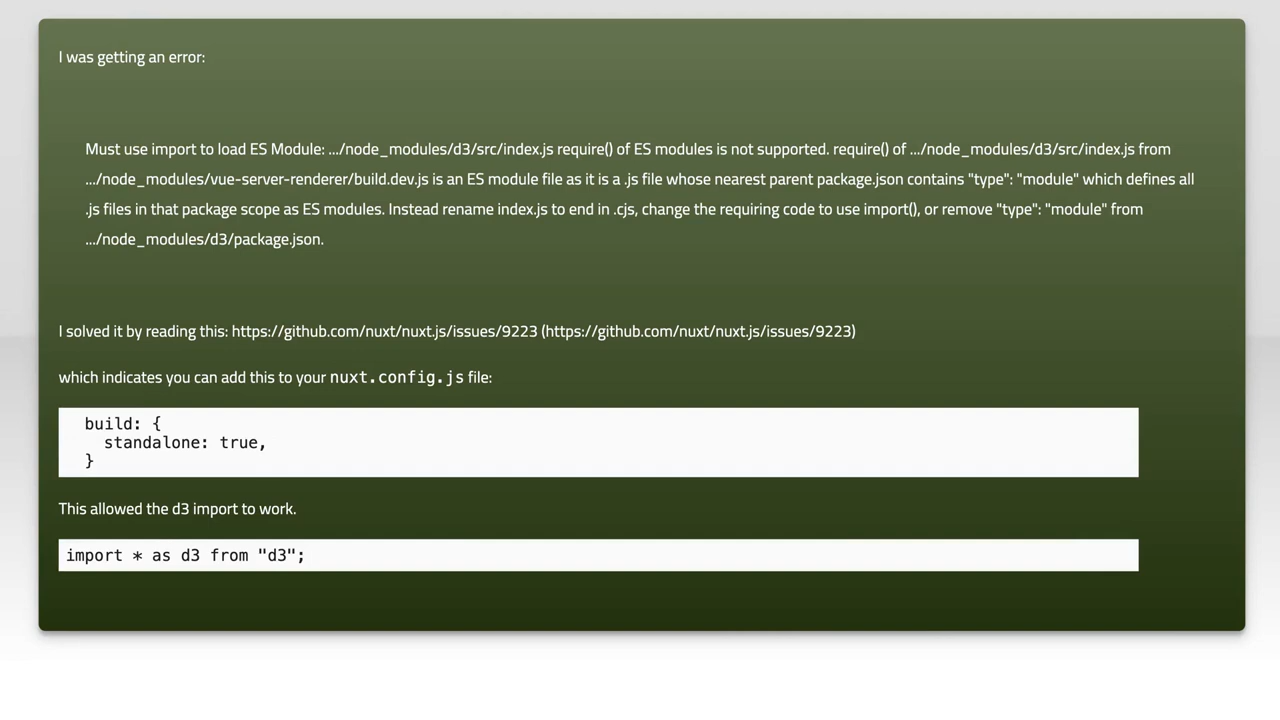 I was getting an error:
Must use import to load ES Module: .../node_modules/d3/src/index.js require() of ES modules is not supported. require() of .../node_modules/d3/src/index.js from
.../node_modules/vue-server-renderer/build.dev.js is an ES module file as it is a .js file whose nearest parent package.json contains "type": "module" which defines all
.js files in that package scope as ES modules. Instead rename index.js to end in .cjs, change the requiring code to use import(), or remove "type": "module" from
.../node_modules/d3/package.json.
I solved it by reading this: https://github.com/nuxt/nuxt.js/issues/9223 (https://github.com/nuxt/nuxt.js/issues/9223)
which indicates you can add this to your nuxt.config.js file:
build: {
standalone: true,
}
This allowed the d3 import to work.
import * as d3 from "d3";